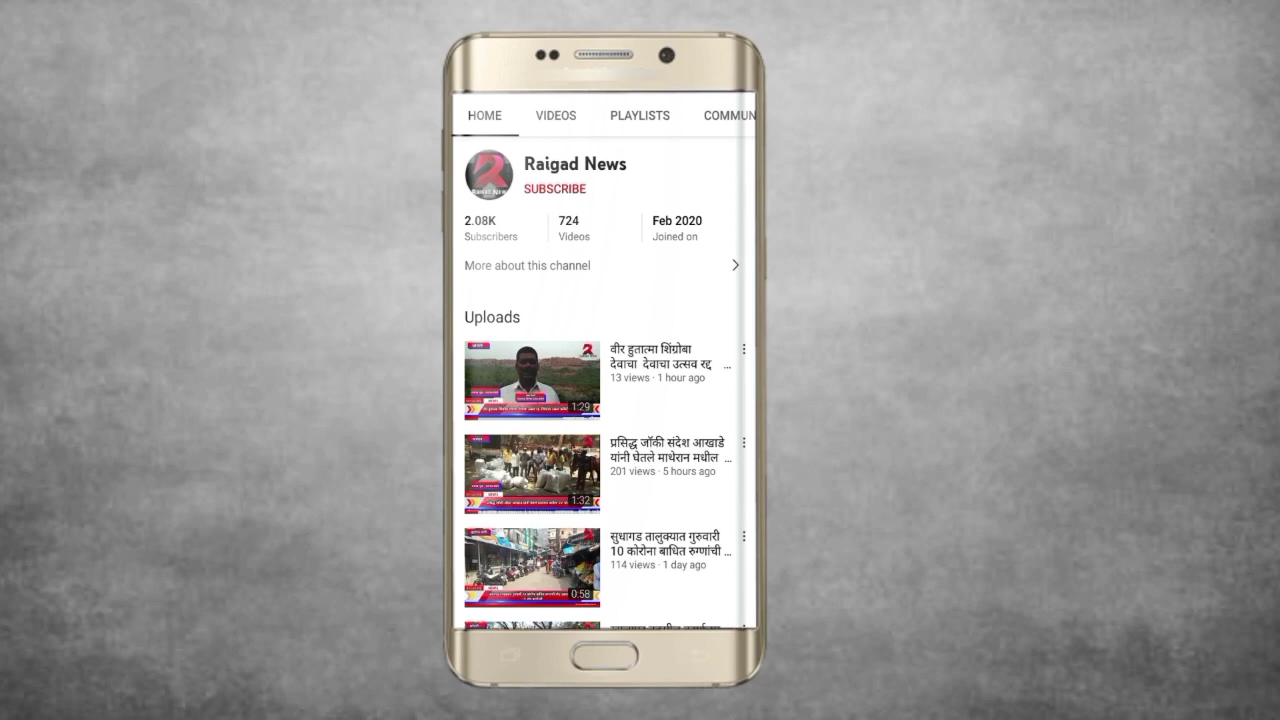 HOME VIDEOS PLAYLISTS COMMUN
Raigad News
SUBSCRIBE
2.08K 724 Feb 2020
Subscribers Videos Joined on
More about this channel
Uploads
वीर हुतात्मा शिंग्रोबा
देवाचा देवाचा उत्सव रद्द ...
13 views · 1 hour ago
1:29
प्रसिद्ध जॉकी संदेश आखाडे
यांनी घेतले माथेरान मधील ...
201 views · 5 hours ago
1:32
सुधागड तालुक्यात गुरुवारी
10 कोरोना बाधित रुग्णांची ...
114 views · 1 day ago
0:58